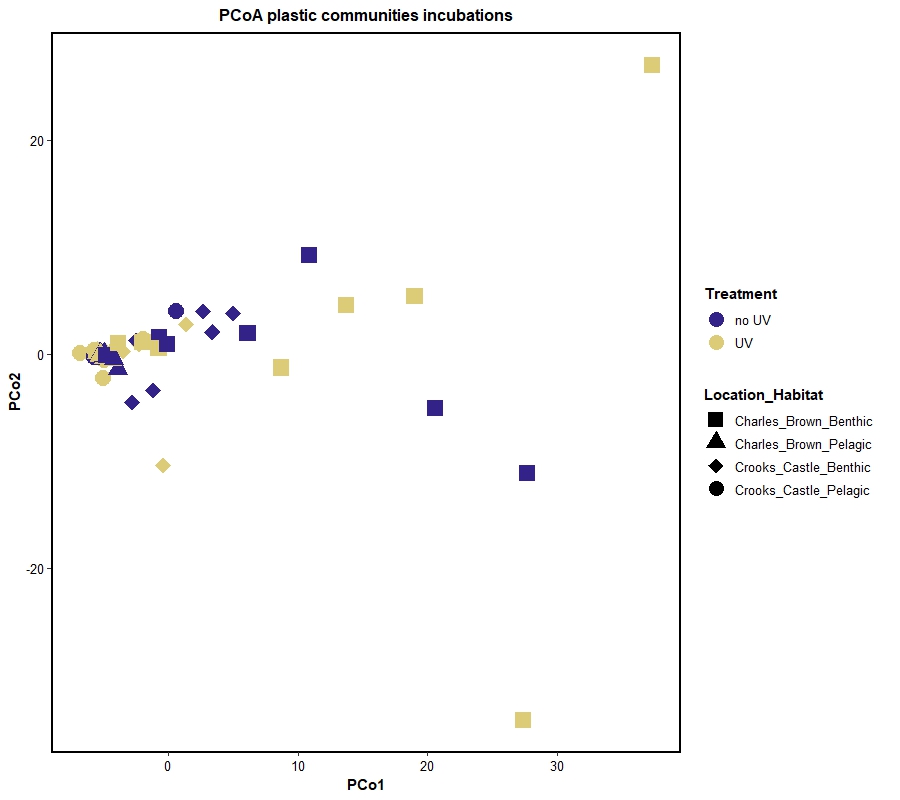 PCoA plastic communities incubations
20
0
-20
PCo2
0 10 20 30
PCo1
Treatment
no UV
UV
Location_Habitat
Charles_Brown_Benthic
Charles_Brown_Pelagic
Crooks_Castle_Benthic
Crooks_Castle_Pelagic